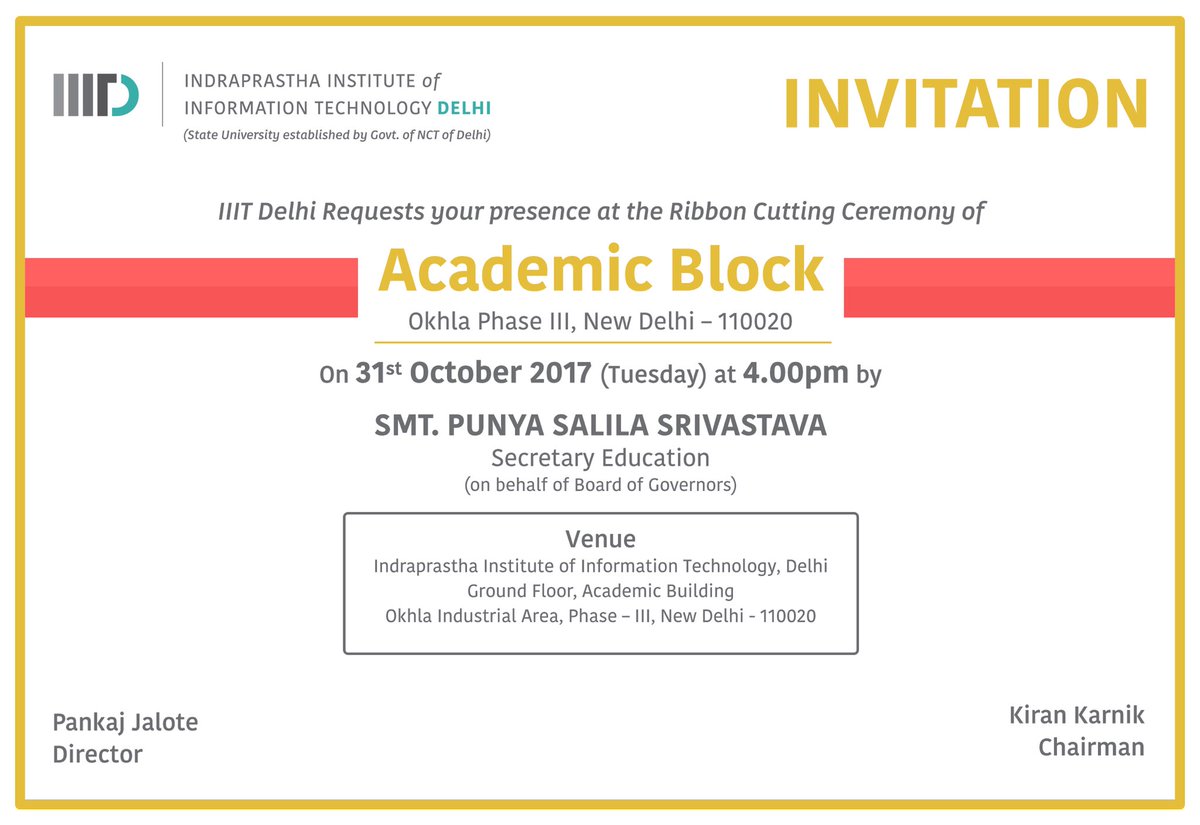 IIITD
INDRAPRASTHA INSTITUTE of
INFORMATION TECHNOLOGY DELHI
(State University established by Govt. of NCT of Delhi)
INVITATION
IIIT Delhi Requests your presence at the Ribbon Cutting Ceremony of
Academic Block
Okhla Phase III, New Delhi – 110020
On 31st October 2017 (Tuesday) at 4.00pm by
SMT. PUNYA SALILA SRIVASTAVA
Secretary Education
(on behalf of Board of Governors)
Venue
Indraprastha Institute of Information Technology, Delhi
Ground Floor, Academic Building
Okhla Industrial Area, Phase – III, New Delhi - 110020
Pankaj Jalote
Director
Kiran Karnik
Chairman